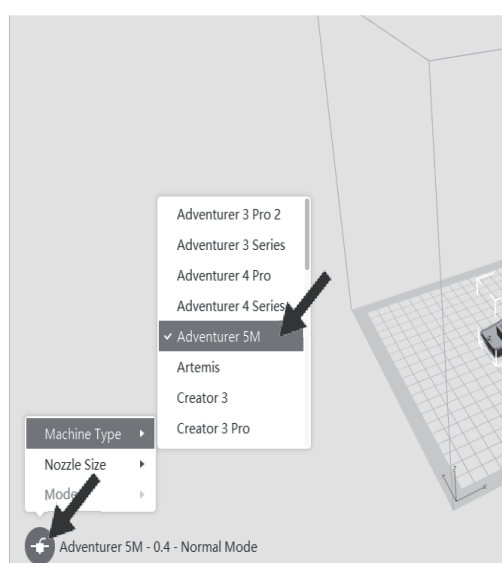 Adventurer 3 Pro 2
Adventurer 3 Series
Adventurer 4 Pro
Adventurer 4 Series
Adventurer 5M
Artemis
Creator 3
Creator 3 Pro
Machine Type
Nozzle Size
Mode
Adventurer 5M - 0.4 - Normal Mode